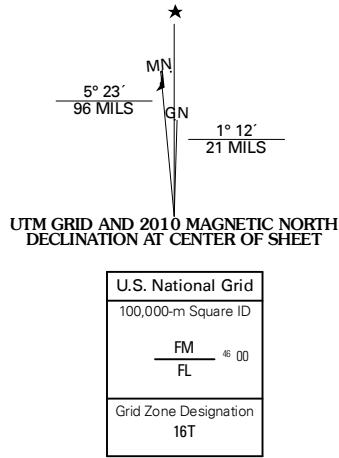 ★
MN
5° 23´
96 MILS
GN
1° 12´
21 MILS
UTM GRID AND 2010 MAGNETIC NORTH
DECLINATION AT CENTER OF SHEET
U.S. National Grid
100,000-m Square ID
FM
46 00
FL
Grid Zone Designation
16T